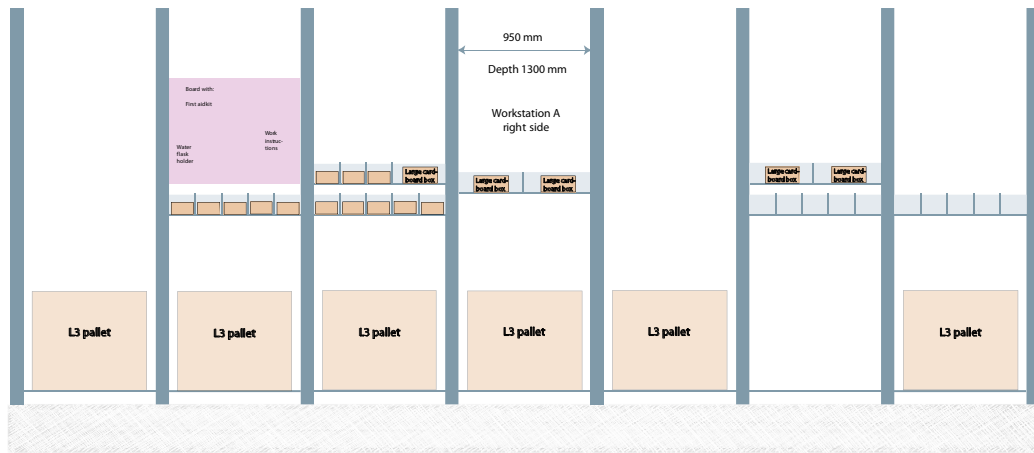 950 mm
Depth 1300 mm
Workstation A
right side
Board with:
First aidkit
Water
flask
holder
Work
instruc-
tions
Large card-
board box
Large card-
board box
Large card-
board box
Large card-
board box
Large card-
board box
L3 pallet
L3 pallet
L3 pallet
L3 pallet
L3 pallet
L3 pallet